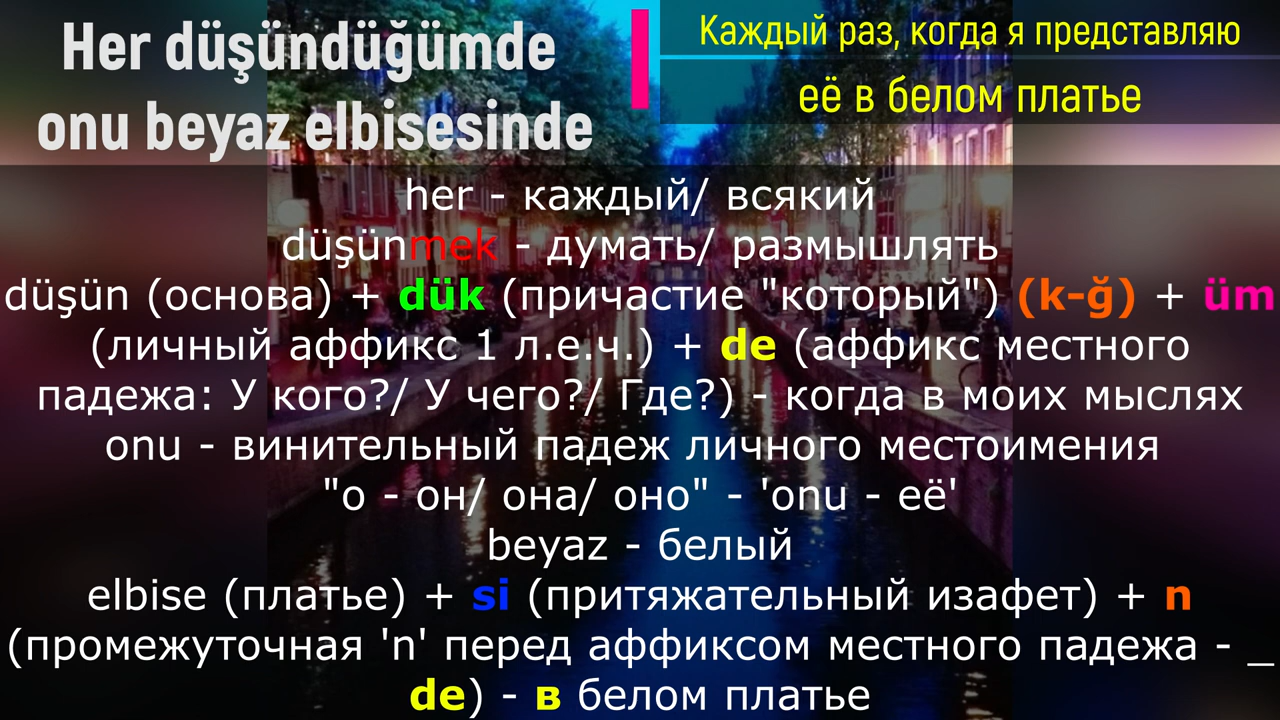 Her düşündüğümde
onu beyaz elbisesinde
Каждый раз, когда я представляю
её в белом платье
her - каждый/ всякий
düşünmek - думать/ размышлять
düşün (основа) + dük (причастие "который") (k-ğ) + üm
(личный аффикс 1 л.е.ч.) + de (аффикс местного
падежа: У кого?/ У чего?/ Где?) - когда в моих мыслях
onu - винительный падеж личного местоимения
"o - он/ она/ оно" - 'onu - её'
beyaz - белый
elbise (платье) + si (притяжательный изафет) + n
(промежуточная 'n' перед аффиксом местного падежа - _
de) - в белом платье